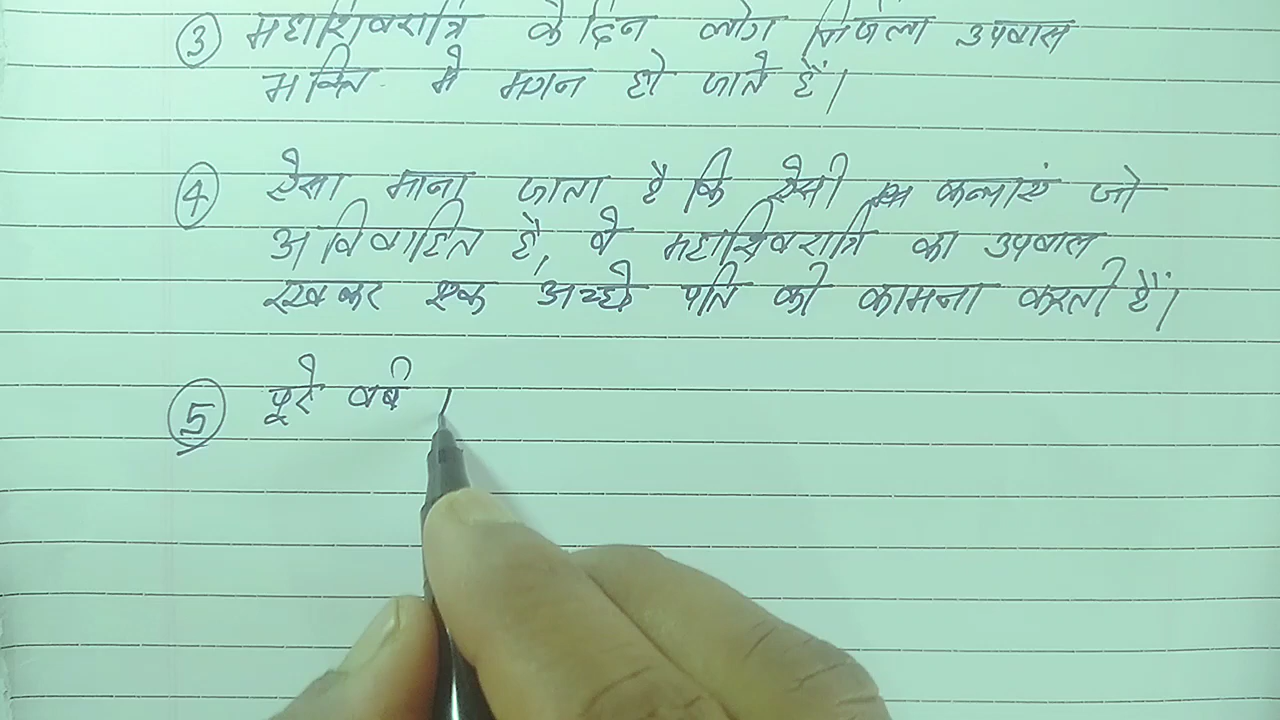 ③ महाशिवरात्रि के दिन लोग निर्जला उपवास
भक्ति में मगन हो जाते हैं।
④ ऐसा माना जाता है कि ऐसी कन्याएं जो
अविवाहित है, वे महाशिवरात्रि का उपवास
रखकर एक अच्छे पति की कामना करती हैं।
⑤ पूरे वर्ष